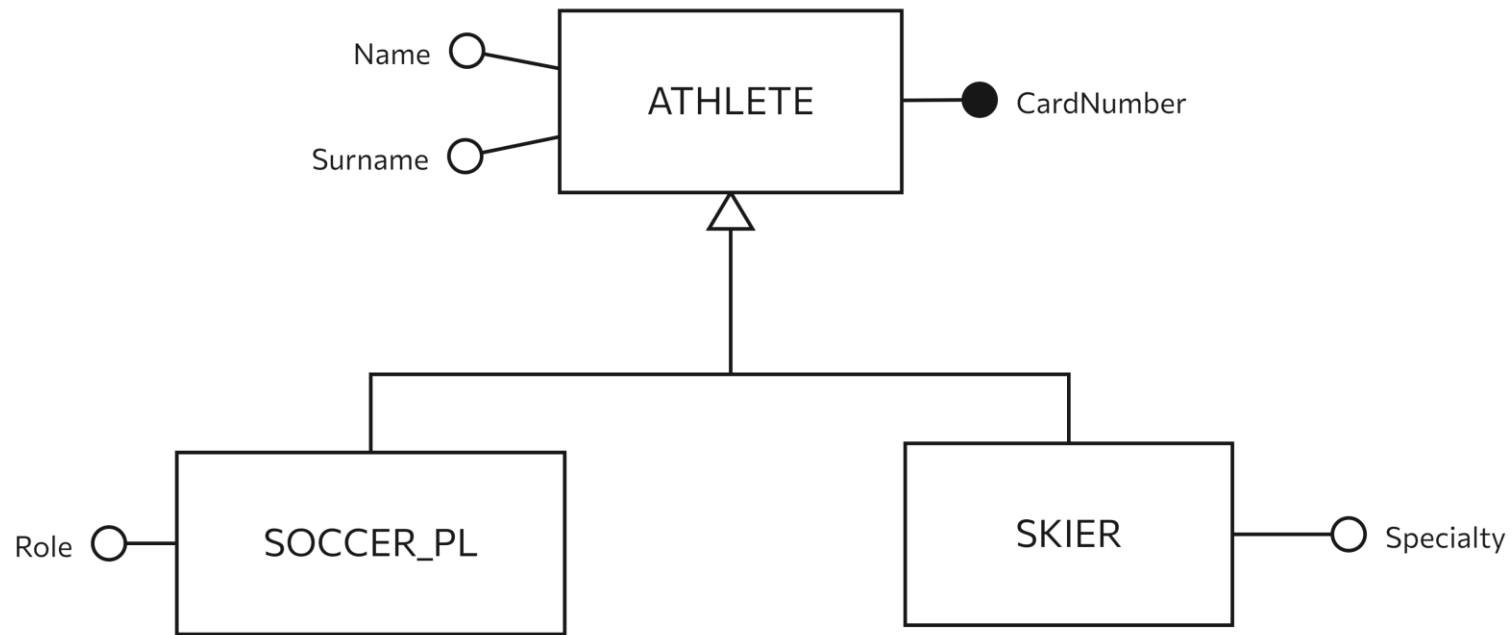 Name
ATHLETE
CardNumber
Surname
SOCCER_PL
SKIER
Role
Specialty